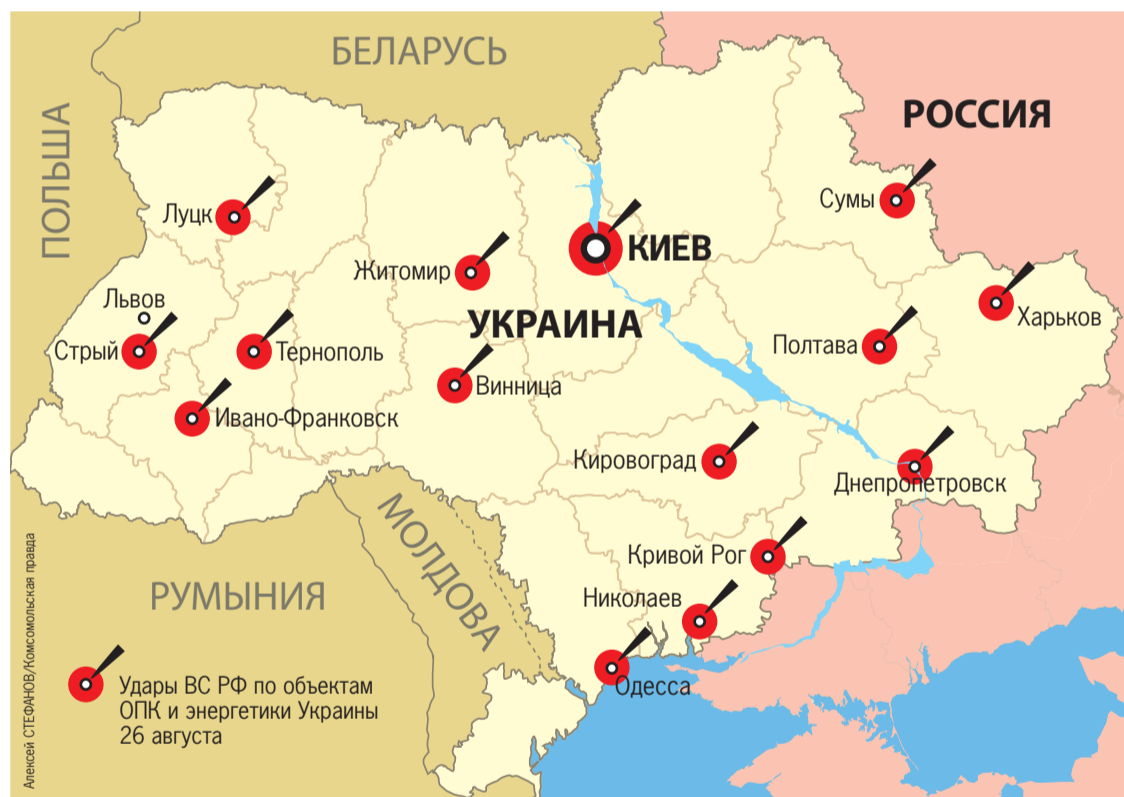 БЕЛАРУСЬ
РОССИЯ
ПОЛЬША
Луцк
Сумы
КИЕВ
Житомир
Львов
УКРАИНА
Харьков
Стрый
Тернополь
Полтава
Винница
Ивано-Франковск
Кировоград
Днепропетровск
МОЛДОВА
Кривой Рог
РУМЫНИЯ
Николаев
Одесса
Удары ВС РФ по объектам
ОПК и энергетики Украины
26 августа
Алексей СТЕФАНОВ/Комсомольская правда